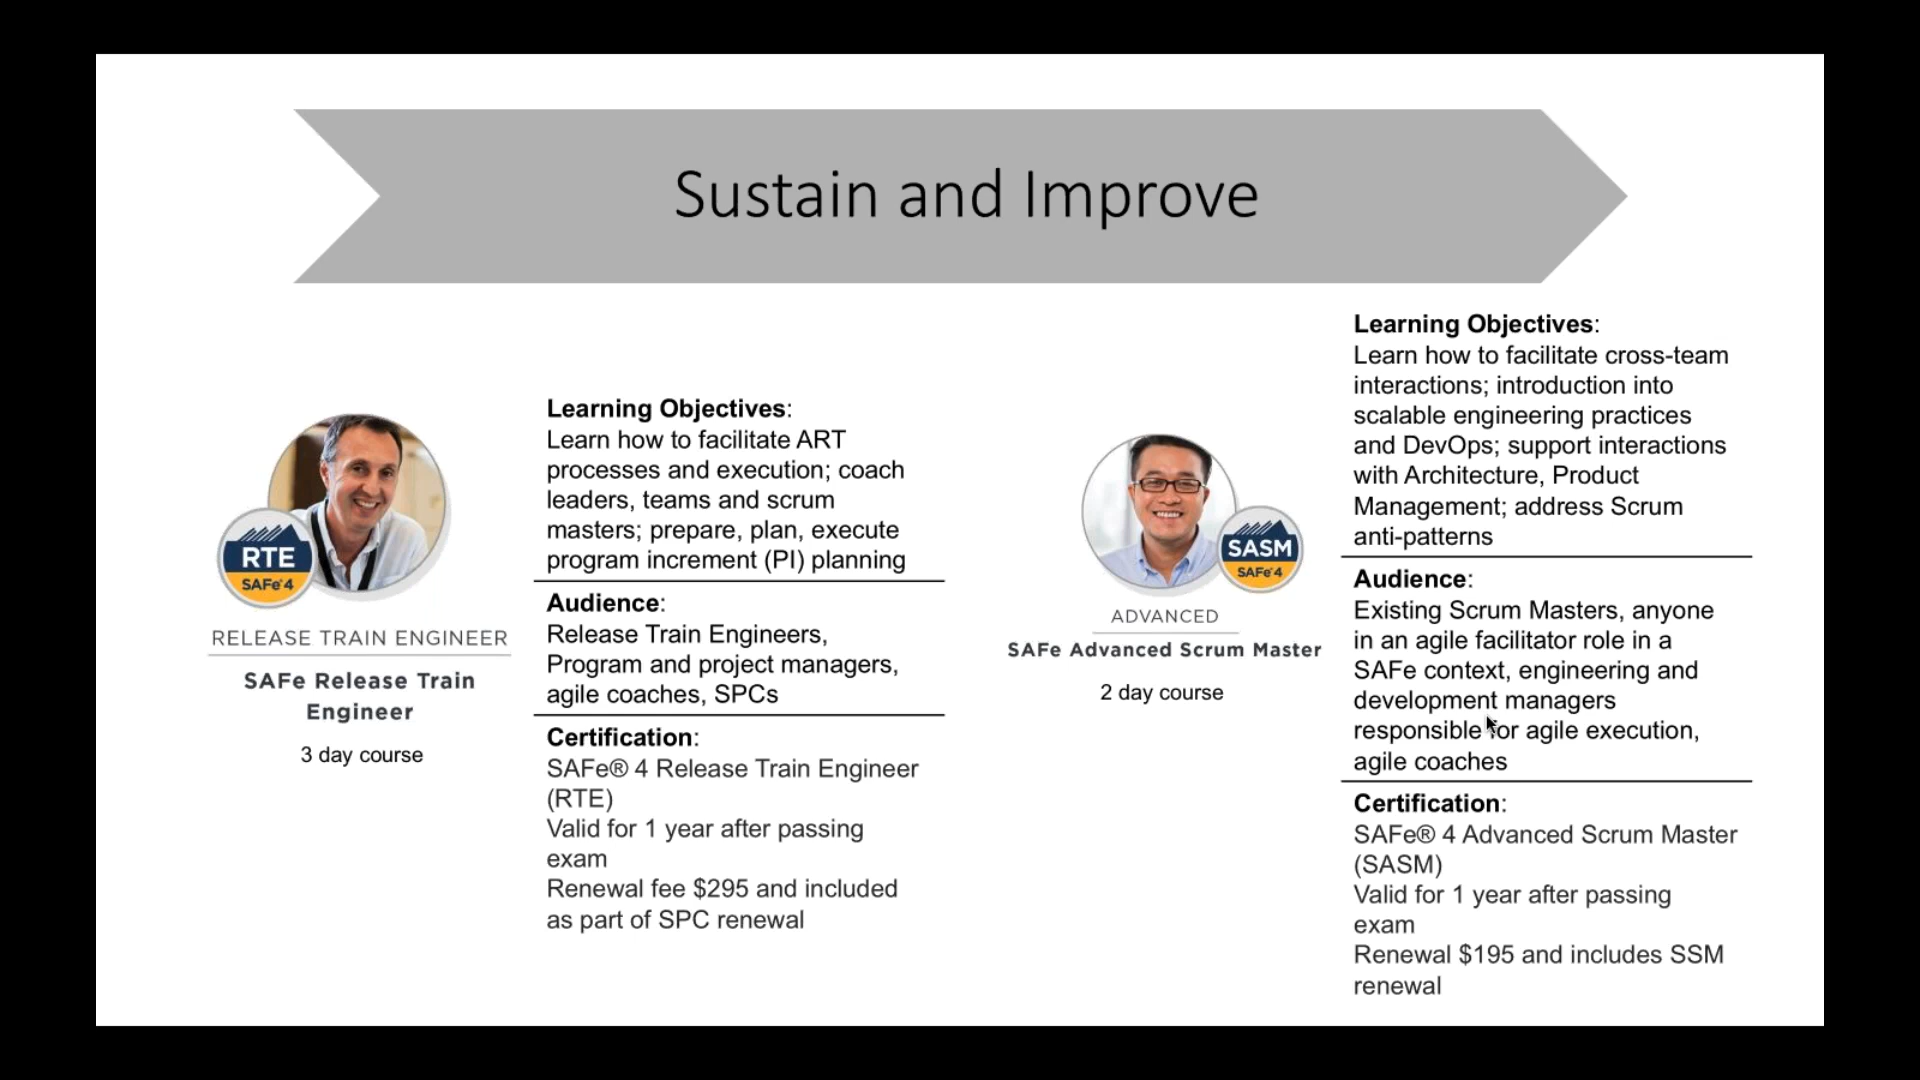 Sustain and Improve
RTE
SAFe® 4
RELEASE TRAIN ENGINEER
SAFe Release Train
Engineer
3 day course
Learning Objectives:
Learn how to facilitate ART
processes and execution; coach
leaders, teams and scrum
masters; prepare, plan, execute
program increment (PI) planning
Audience:
Release Train Engineers,
Program and project managers,
agile coaches, SPCs
Certification:
SAFe® 4 Release Train Engineer
(RTE)
Valid for 1 year after passing
exam
Renewal fee $295 and included
as part of SPC renewal
SASM
SAFe® 4
ADVANCED
SAFe Advanced Scrum Master
2 day course
Learning Objectives:
Learn how to facilitate cross-team
interactions; introduction into
scalable engineering practices
and DevOps; support interactions
with Architecture, Product
Management; address Scrum
anti-patterns
Audience:
Existing Scrum Masters, anyone
in an agile facilitator role in a
SAFe context, engineering and
development managers
responsible for agile execution,
agile coaches
Certification:
SAFe® 4 Advanced Scrum Master
(SASM)
Valid for 1 year after passing
exam
Renewal $195 and includes SSM
renewal